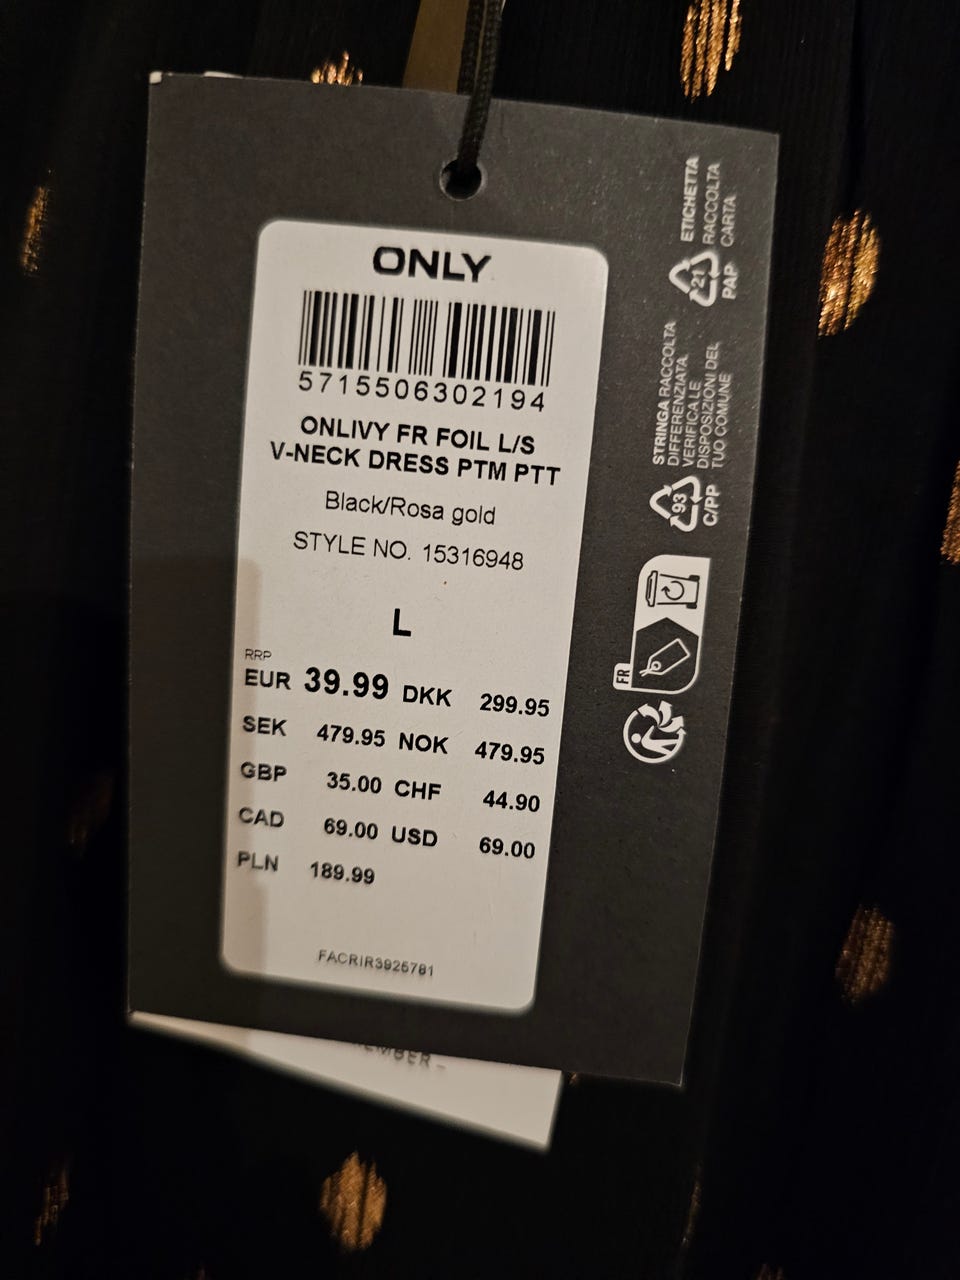 ONLY
5715506302194
ONLIVY FR FOIL L/S
V-NECK DRESS PTM PTT
Black/Rosa gold
STYLE NO. 15316948
L
RRP
EUR 39.99 DKK 299.95
SEK 479.95 NOK 479.95
GBP 35.00 CHF 44.90
CAD 69.00 USD 69.00
PLN 189.99
FACRIR3925781
21
PAP
ETICHETTA
RACCOLTA
CARTA
93
C/PP
STRINGA RACCOLTA
DIFFERENZIATA.
VERIFICA LE
DISPOSIZIONI DEL
TUO COMUNE
FR